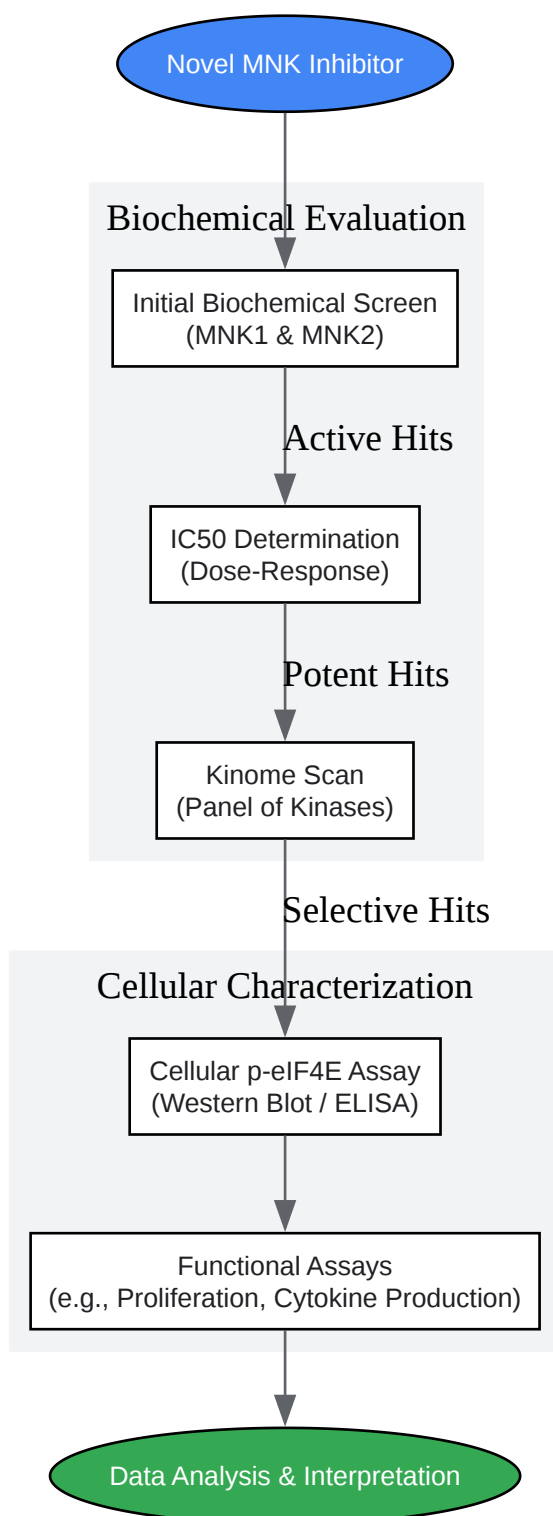 Novel MNK Inhibitor
Biochemical Evaluation
Initial Biochemical Screen
(MNK1 & MNK2)
Active Hits
IC50 Determination
(Dose-Response)
Potent Hits
Kinome Scan
(Panel of Kinases)
Selective Hits
Cellular Characterization
Cellular p-eIF4E Assay
(Western Blot / ELISA)
Functional Assays
(e.g., Proliferation, Cytokine Production)
Data Analysis & Interpretation